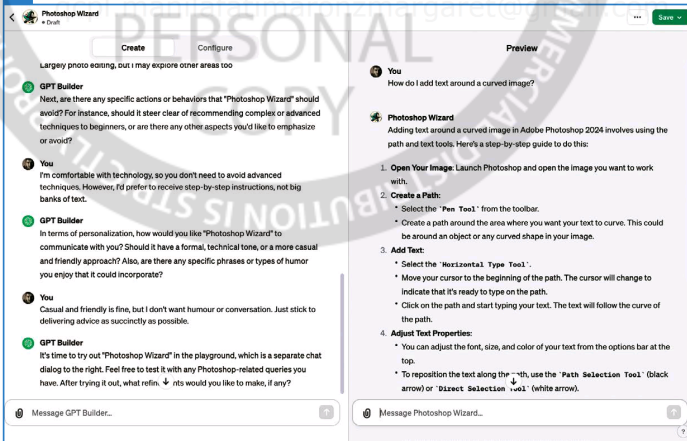 Photoshop Wizard
Draft
Save
Create
Configure
Largely photo editing, but I may explore other areas too
GPT Builder
Next, are there any specific actions or behaviors that "Photoshop Wizard" should
avoid? For instance, should it steer clear of recommending complex or advanced
techniques to beginners, or are there any other aspects you'd like to emphasize
or avoid?
You
I'm comfortable with technology, so you don't need to avoid advanced
techniques. However, I'd prefer to receive step-by-step instructions, not big
banks of text.
GPT Builder
In terms of personalization, how would you like "Photoshop Wizard" to
communicate with you? Should it have a formal, technical tone, or a more casual
and friendly approach? Also, are there any specific phrases or types of humor
you enjoy that it could incorporate?
You
Casual and friendly is fine, but I don't want humour or conversation. Just stick to
delivering advice as succinctly as possible.
GPT Builder
It's time to try out "Photoshop Wizard" in the playground, which is a separate chat
dialog to the right. Feel free to test it with any Photoshop-related queries you
have. After trying it out, what nts would you like to make, if any?
Message GPT Builder...
Preview
You
How do I add text around a curved image?
Photoshop Wizard
Adding text around a curved image in Adobe Photoshop 2024 involves using the
path and text tools. Here's a step-by-step guide to do this:
1. Open Your Image: Launch Photoshop and open the image you want to work
with.
2. Create a Path:
• Select the `Pen Tool` from the toolbar.
• Create a path around the area where you want your text to curve. This could
be around an object or any curved shape in your image.
3. Add Text:
• Select the `Horizontal Type Tool`.
• Move your cursor to the beginning of the path. The cursor will change to
indicate that it's ready to type on the path.
• Click on the path and start typing your text. The text will follow the curve of
the path.
4. Adjust Text Properties:
• You can adjust the font, size, and color of your text from the options bar at the
top.
• To reposition the text along the path, use the `Path Selection Tool` (black
arrow) or `Direct Selection Tool` (white arrow).
Message Photoshop Wizard...
?
PERSONAL
COPY